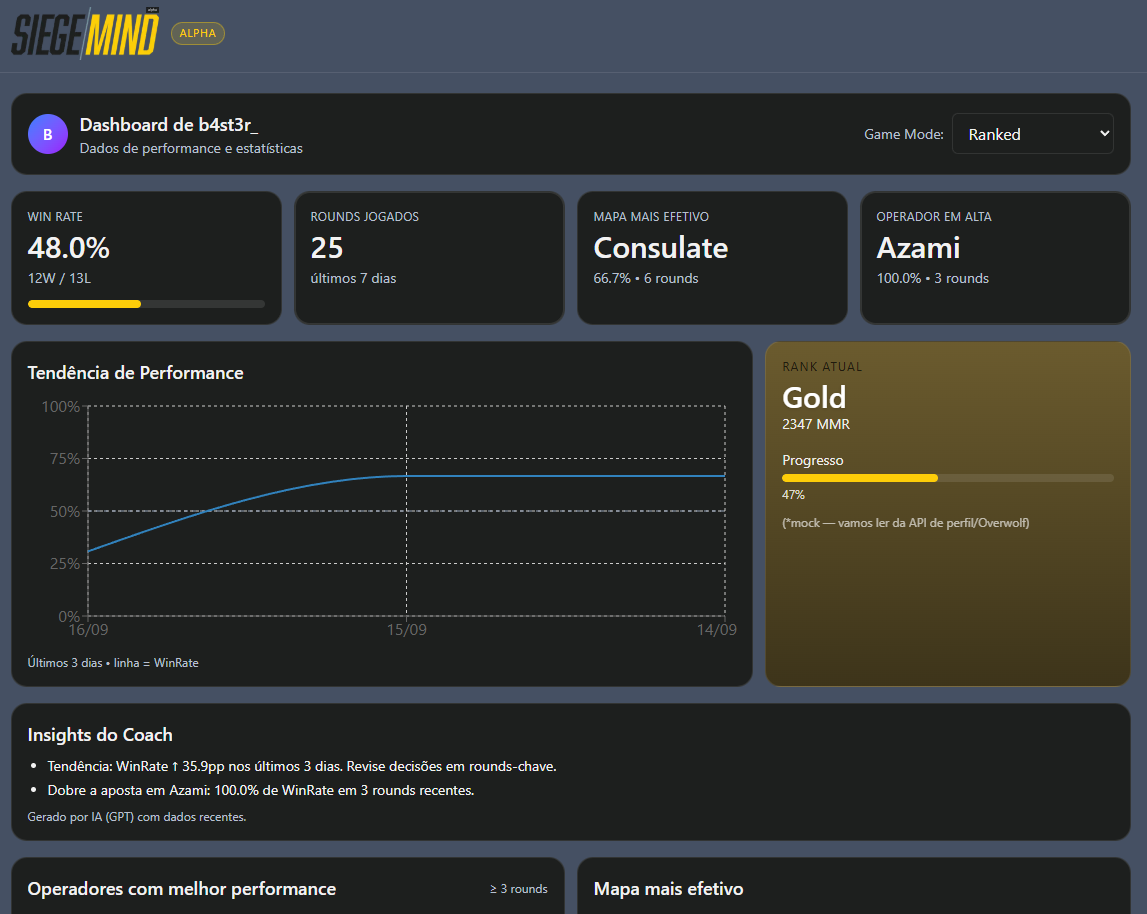 SIEGE/MIND alpha
ALPHA
B
Dashboard de b4st3r_
Dados de performance e estatísticas
Game Mode: Ranked
WIN RATE
48.0%
12W / 13L
ROUNDS JOGADOS
25
últimos 7 dias
MAPA MAIS EFETIVO
Consulate
66.7% • 6 rounds
OPERADOR EM ALTA
Azami
100.0% • 3 rounds
Tendência de Performance
100%
75%
50%
25%
0%
16/09 15/09 14/09
Últimos 3 dias • linha = WinRate
RANK ATUAL
Gold
2347 MMR
Progresso
47%
(*mock — vamos ler da API de perfil/Overwolf)
Insights do Coach
• Tendência: WinRate ↑ 35.9pp nos últimos 3 dias. Revise decisões em rounds-chave.
• Dobre a aposta em Azami: 100.0% de WinRate em 3 rounds recentes.
Gerado por IA (GPT) com dados recentes.
Operadores com melhor performance ≥ 3 rounds
Mapa mais efetivo